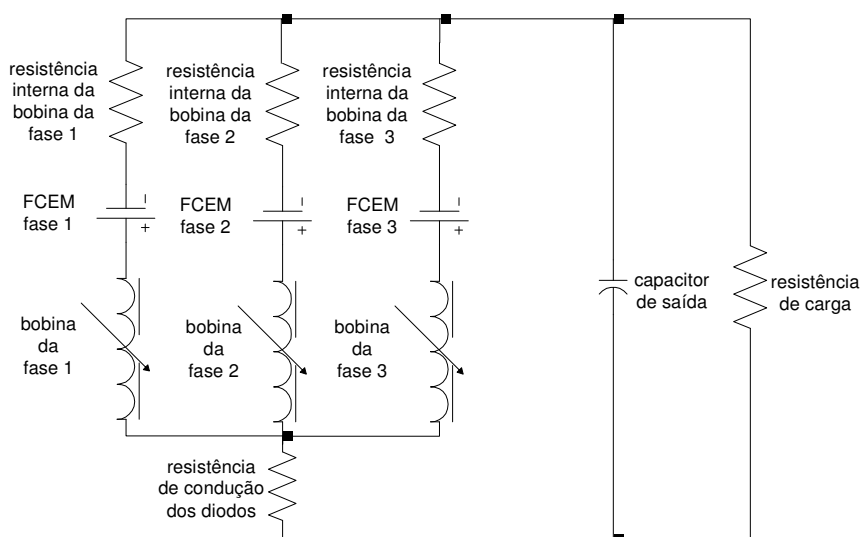 resistência
interna da
bobina da
fase 1
resistência
interna da
bobina da
fase 2
resistência
interna da
bobina da
fase 3
FCEM
fase 1
-
+
FCEM
fase 2
-
+
FCEM
fase 3
-
+
bobina
da
fase 1
bobina
da
fase 2
bobina
da
fase 3
capacitor
de saída
resistência
de carga
resistência
de condução
dos diodos